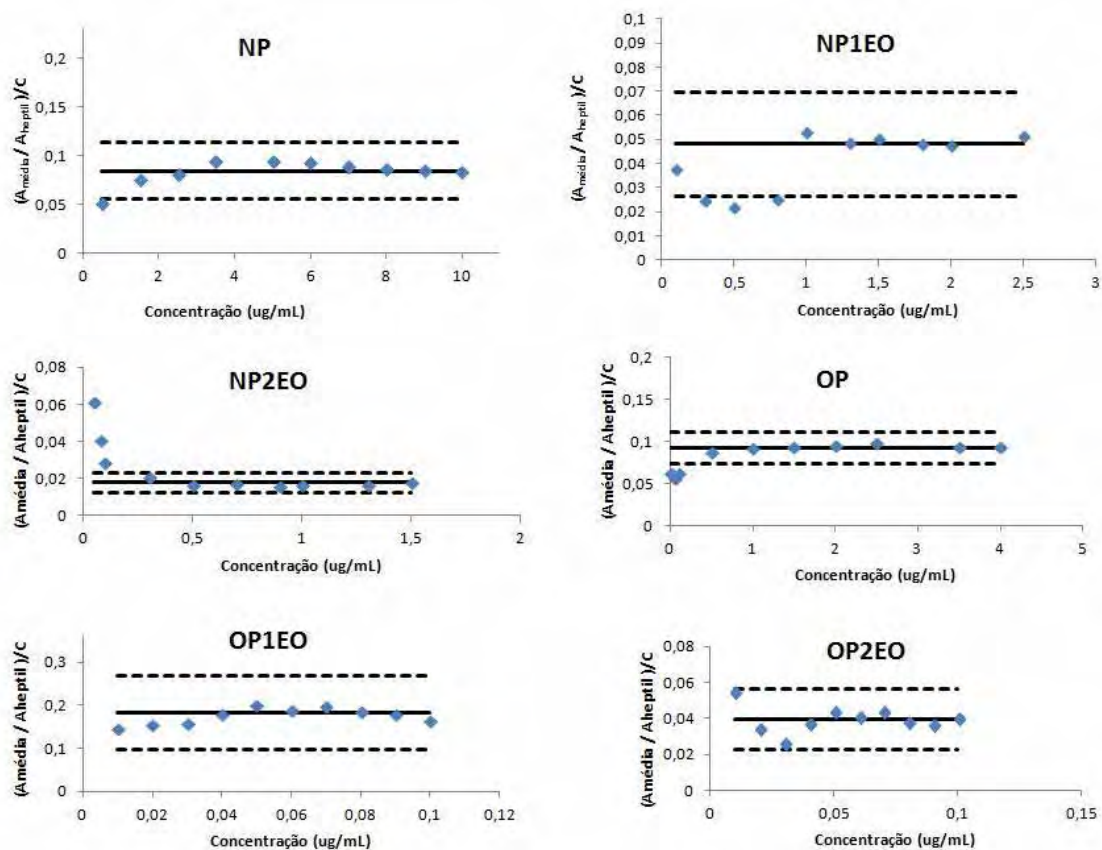 NP
(Amédia/ Aheptil)/C
0,2
0,15
0,1
0,05
0
0 2 4 6 8 10
Concentração (ug/mL)
NP1EO
(Amédia/ Aheptil)/C
0,1
0,09
0,08
0,07
0,06
0,05
0,04
0,03
0,02
0,01
0
0 0,5 1 1,5 2 2,5 3
Concentração (ug/mL)
NP2EO
(Amédia / Aheptil)/C
0,08
0,06
0,04
0,02
0
0 0,5 1 1,5 2
Concentração (ug/mL)
OP
(Amédia / Aheptil)/C
0,2
0,15
0,1
0,05
0
0 1 2 3 4 5
Concentração (ug/mL)
OP1EO
(Amédia / Aheptil)/C
0,3
0,2
0,1
0
0 0,02 0,04 0,06 0,08 0,1 0,12
Concentração (ug/mL)
OP2EO
(Amédia / Aheptil)/C
0,08
0,06
0,04
0,02
0
0 0,05 0,1 0,15
Concentração (ug/mL)